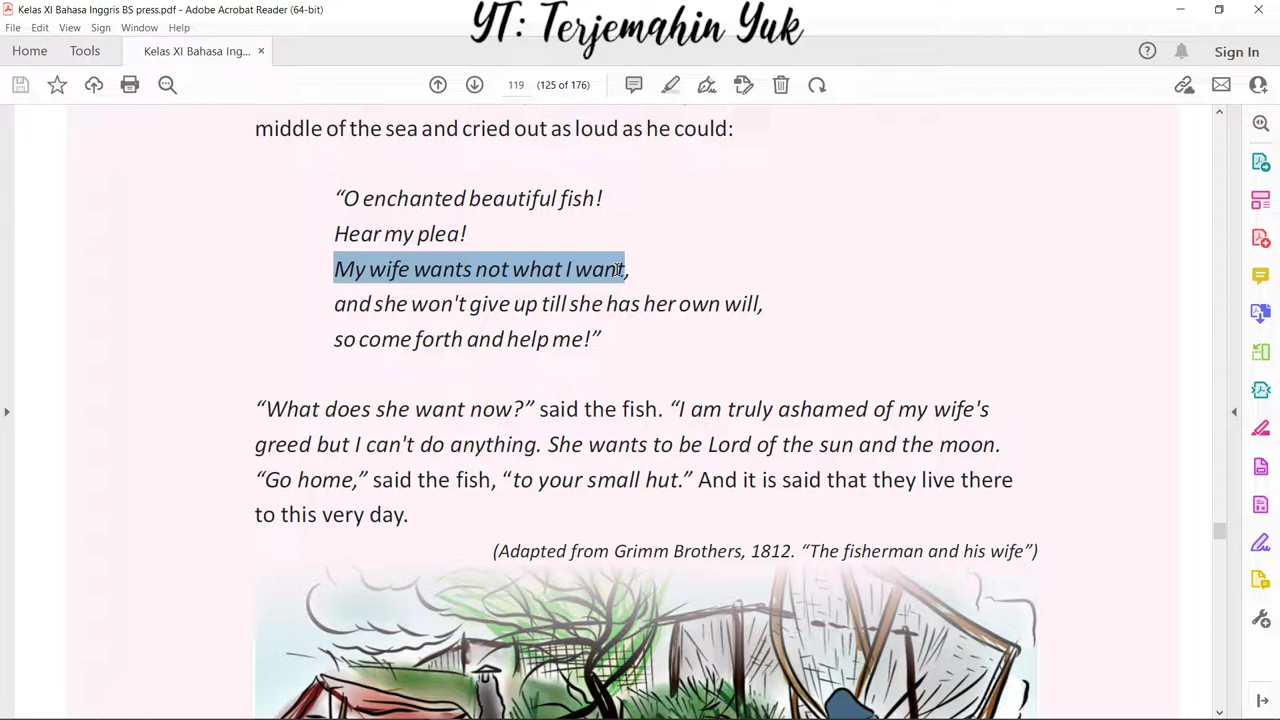 Kelas XI Bahasa Inggris BS press.pdf - Adobe Acrobat Reader (64-bit)
YT: Terjemahin Yuk
File Edit View Sign Window Help
Home Tools Kelas XI Bahasa Ing... Sign In
119 (125 of 176)
middle of the sea and cried out as loud as he could:
“O enchanted beautiful fish!
Hear my plea!
My wife wants not what I want,
and she won't give up till she has her own will,
so come forth and help me!”
“What does she want now?” said the fish. “I am truly ashamed of my wife's
greed but I can't do anything. She wants to be Lord of the sun and the moon.
“Go home,” said the fish, “to your small hut.” And it is said that they live there
to this very day.
(Adapted from Grimm Brothers, 1812. “The fisherman and his wife”)